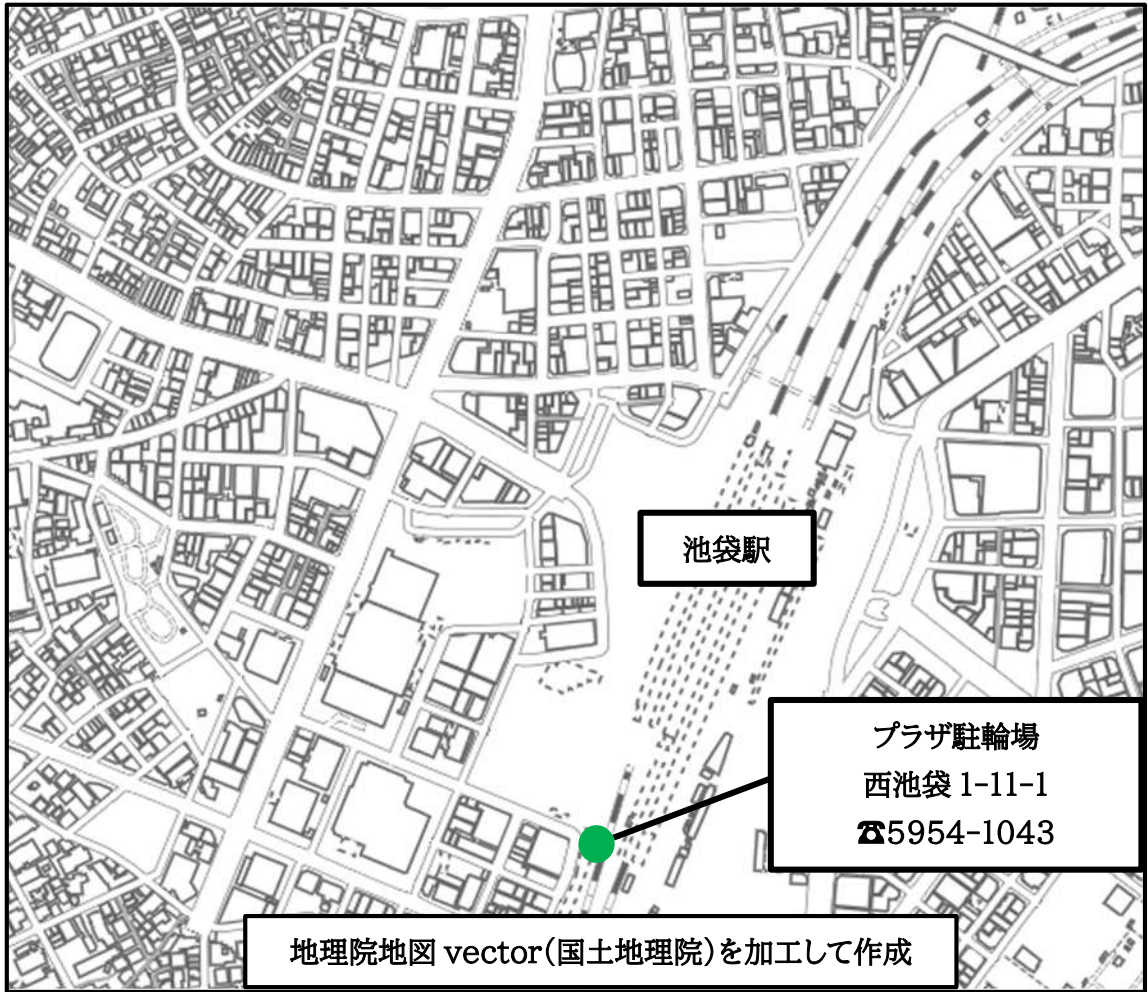 池袋駅
プラザ駐輪場
西池袋 1-11-1
☎5954-1043
地理院地図 vector(国土地理院)を加工して作成